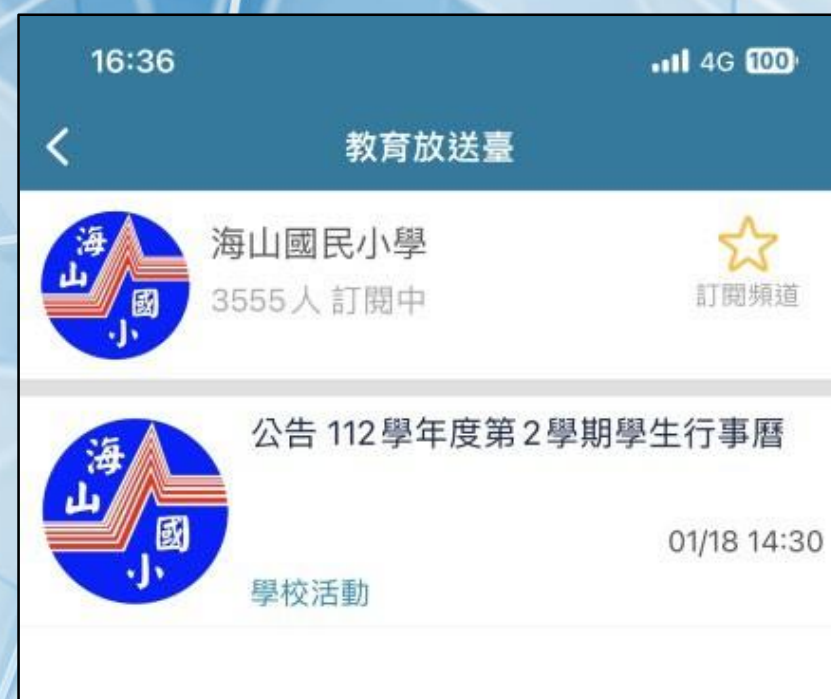 16:36
4G 100
教育放送臺
海山國小
海山國民小學
3555人 訂閱中
訂閱頻道
海山國小
公告 112學年度第2學期學生行事曆
01/18 14:30
學校活動